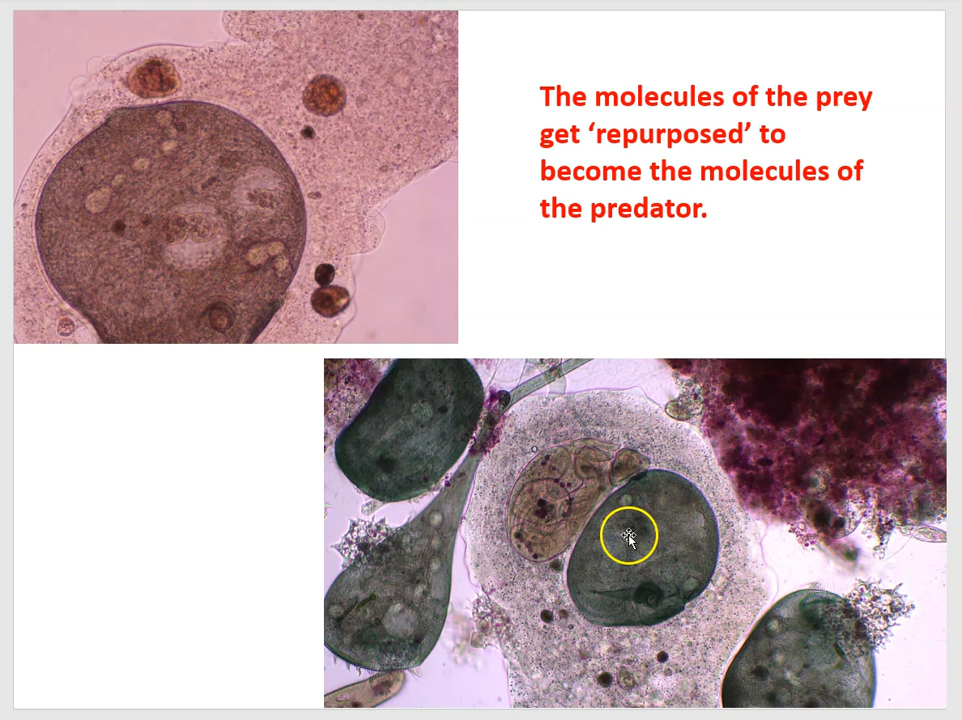 The molecules of the prey
get ‘repurposed’ to
become the molecules of
the predator.